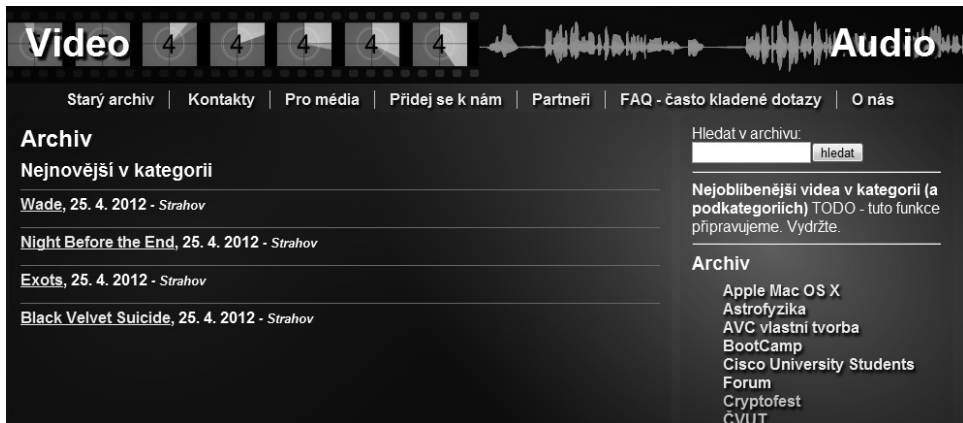 Video 4 4 4 4 4 Audio
Starý archiv | Kontakty | Pro média | Přidej se k nám | Partneři | FAQ - často kladené dotazy | O nás
Archiv
Nejnovější v kategorii
Wade, 25. 4. 2012 - Strahov
Night Before the End, 25. 4. 2012 - Strahov
Exots, 25. 4. 2012 - Strahov
Black Velvet Suicide, 25. 4. 2012 - Strahov
Hledat v archivu:
hledat
Nejoblíbenější videa v kategorii (a
podkategoriích) TODO - tuto funkce
připravujeme. Vydržte.
Archiv
Apple Mac OS X
Astrofyzika
AVC vlastní tvorba
BootCamp
Cisco University Students
Forum
Cryptofest
ČVUT